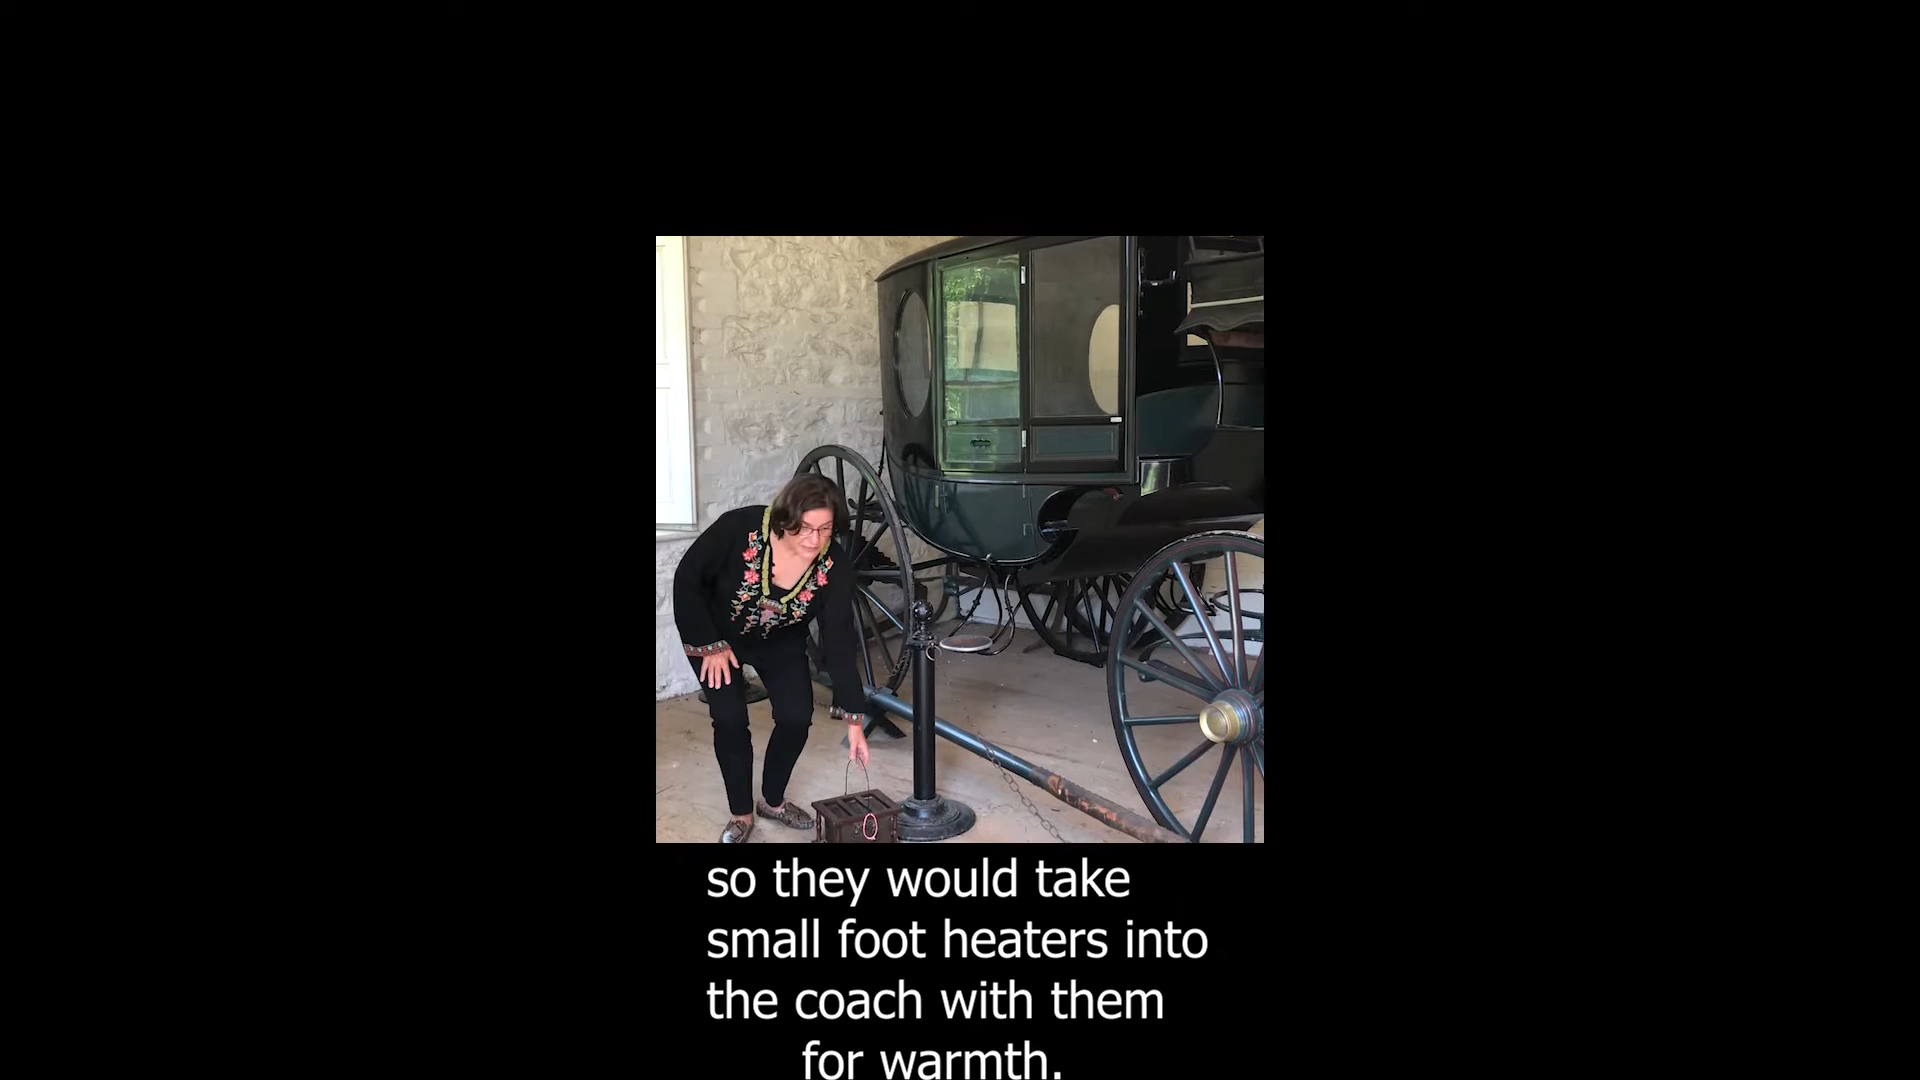 so they would take
small foot heaters into
the coach with them
for warmth.